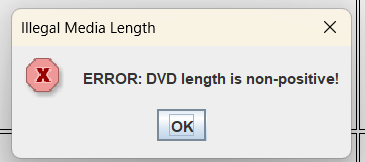 Illegal Media Length
ERROR: DVD length is non-positive!
OK